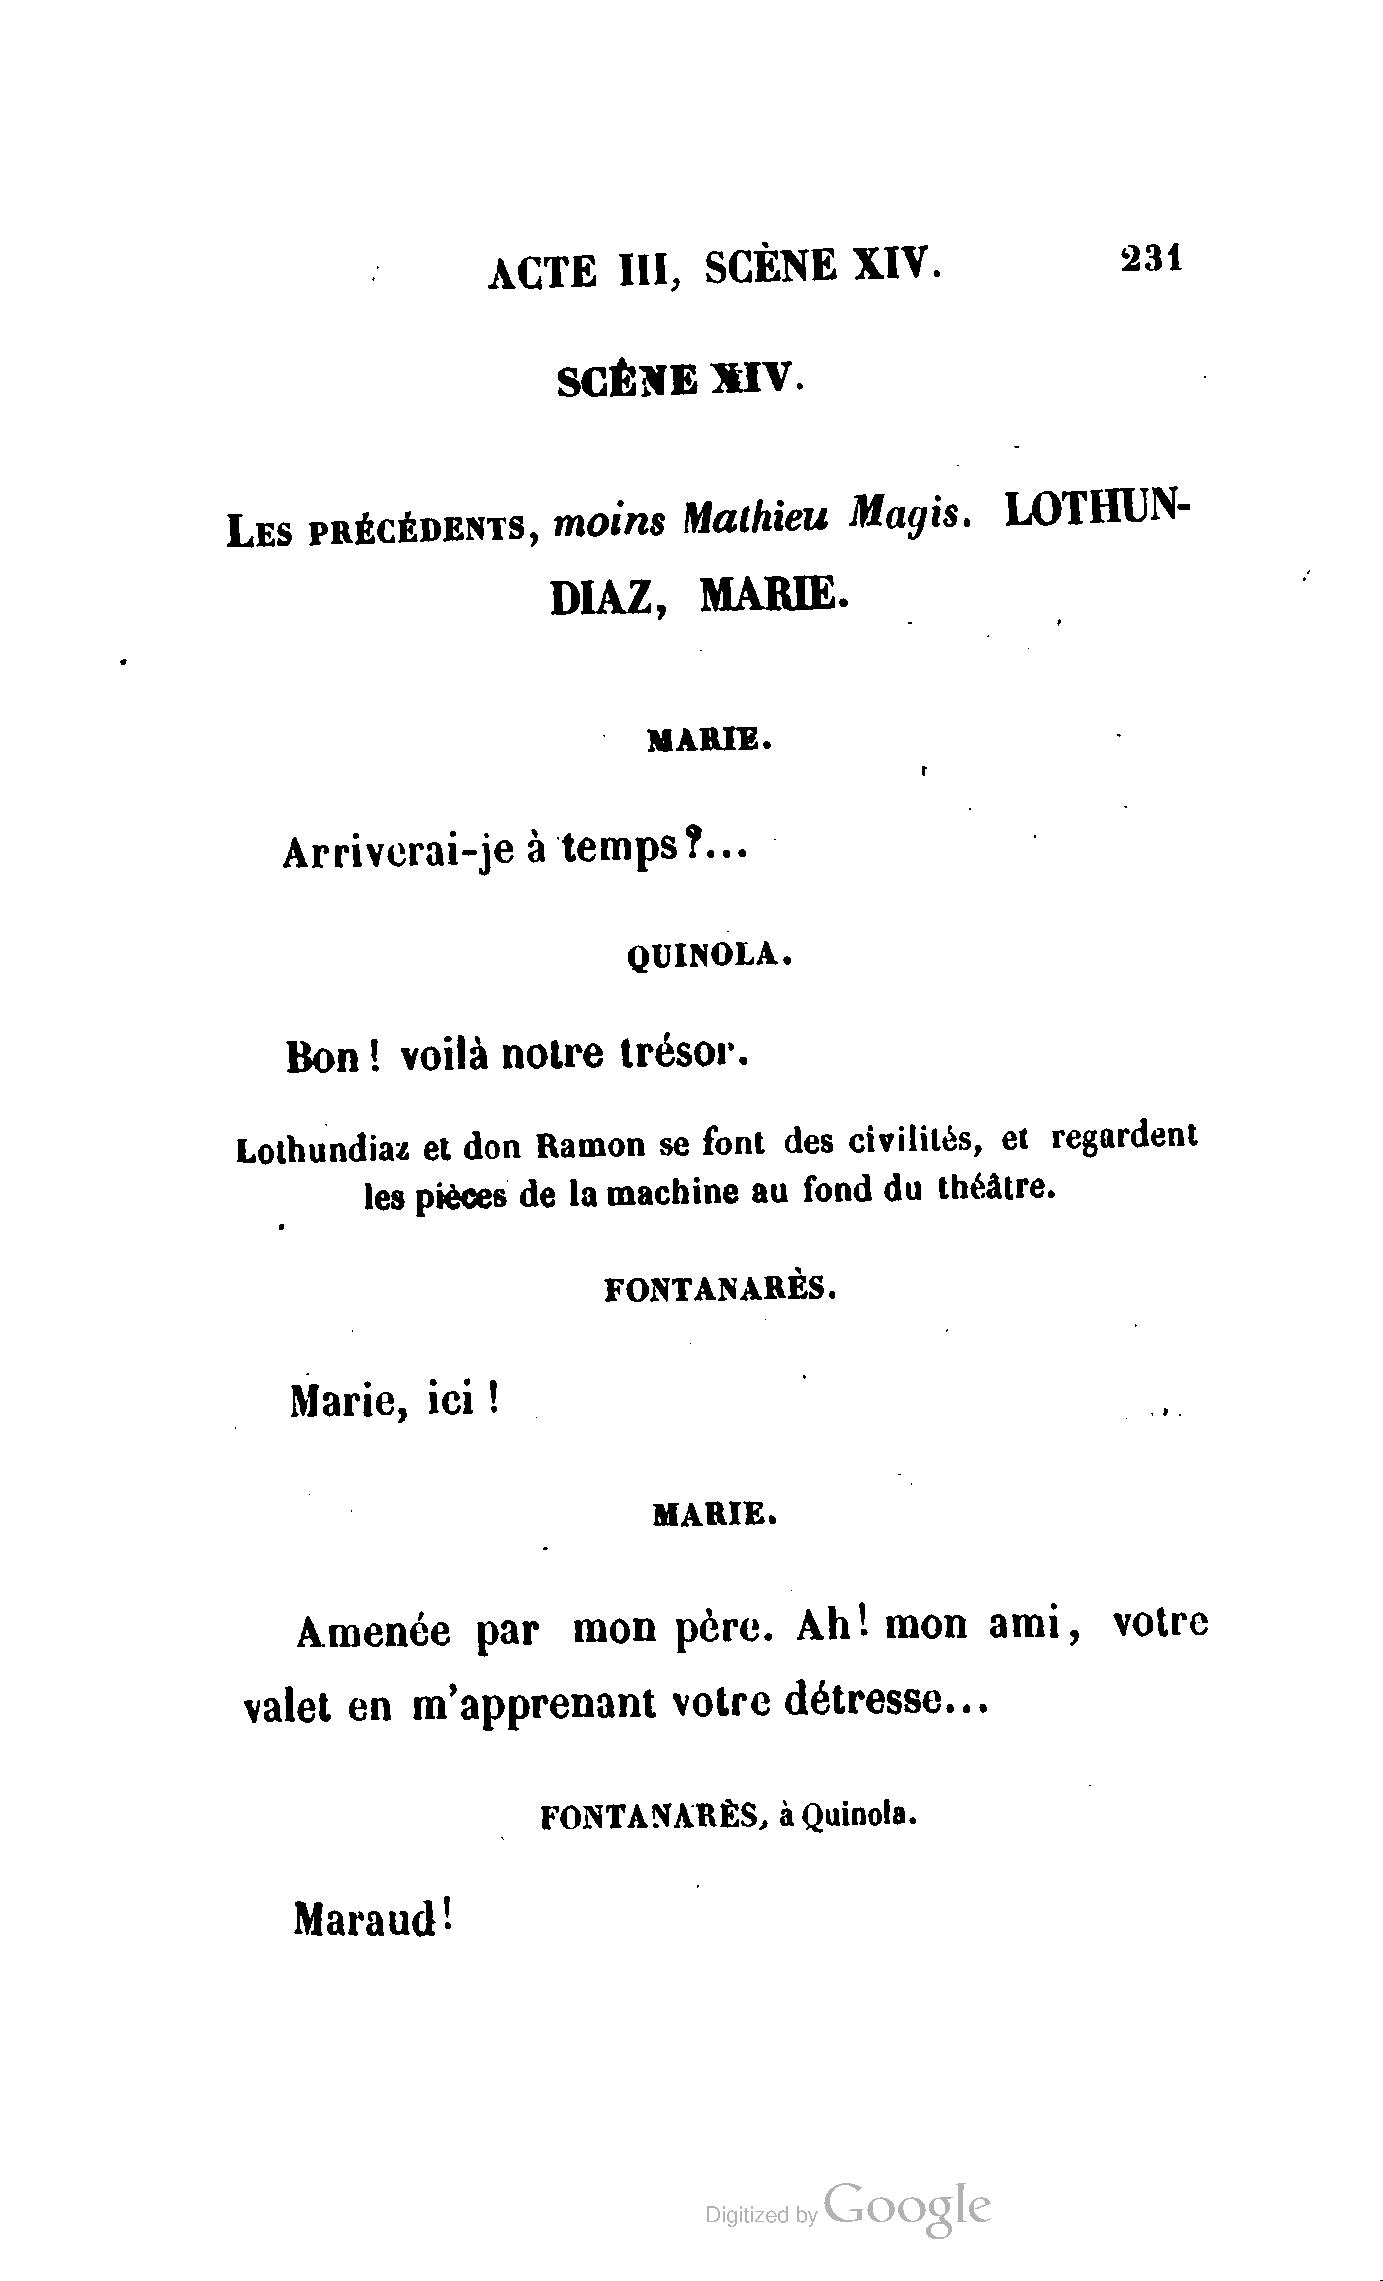 ACTE III, SCÈNE XIV. 231
SCÈNE XIV.
LES PRÉCÉDENTS, moins Mathieu Magis. LOTHUN-
DIAZ, MARIE.
MARIE.
Arriverai-je à temps?...
QUINOLA.
Bon! voilà notre trésor.
Lothundiaz et don Ramon se font des civilités, et regardent
les pièces de la machine au fond du théâtre.
FONTANARÈS.
Marie, ici !
MARIE.
Amenée par mon père. Ah! mon ami, votre
valet en m'apprenant votre détresse...
FONTANARÈS, à Quinola.
Maraud!
Digitized by Google